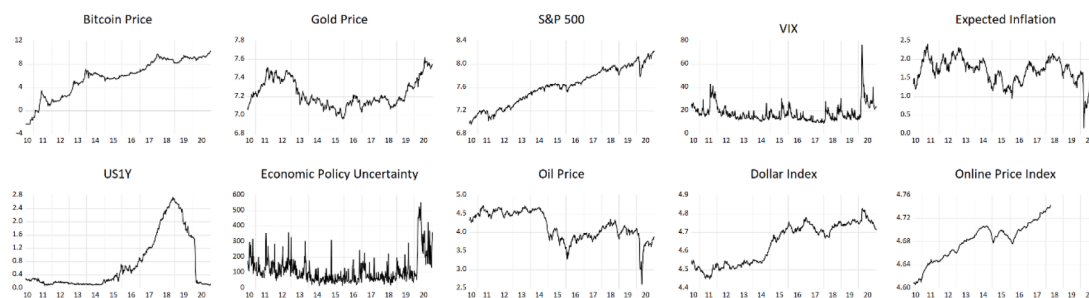 Bitcoin Price
12
8
4
0
-4
10 11 12 13 14 15 16 17 18 19 20
Gold Price
7.8
7.6
7.4
7.2
7.0
6.8
10 11 12 13 14 15 16 17 18 19 20
S&P 500
8.4
8.0
7.6
7.2
6.8
10 11 12 13 14 15 16 17 18 19 20
VIX
80
60
40
20
0
10 11 12 13 14 15 16 17 18 19 20
Expected Inflation
2.5
2.0
1.5
1.0
0.5
0.0
10 11 12 13 14 15 16 17 18 19
US1Y
2.8
2.4
2.0
1.6
1.2
0.8
0.4
0.0
10 11 12 13 14 15 16 17 18 19 20
Economic Policy Uncertainty
600
500
400
300
200
100
0
10 11 12 13 14 15 16 17 18 19 20
Oil Price
5.0
4.5
4.0
3.5
3.0
2.5
10 11 12 13 14 15 16 17 18 19 20
Dollar Index
4.9
4.8
4.7
4.6
4.5
4.4
10 11 12 13 14 15 16 17 18 19 20
Online Price Index
4.76
4.72
4.68
4.64
4.60
10 11 12 13 14 15 16 17 18 19 20